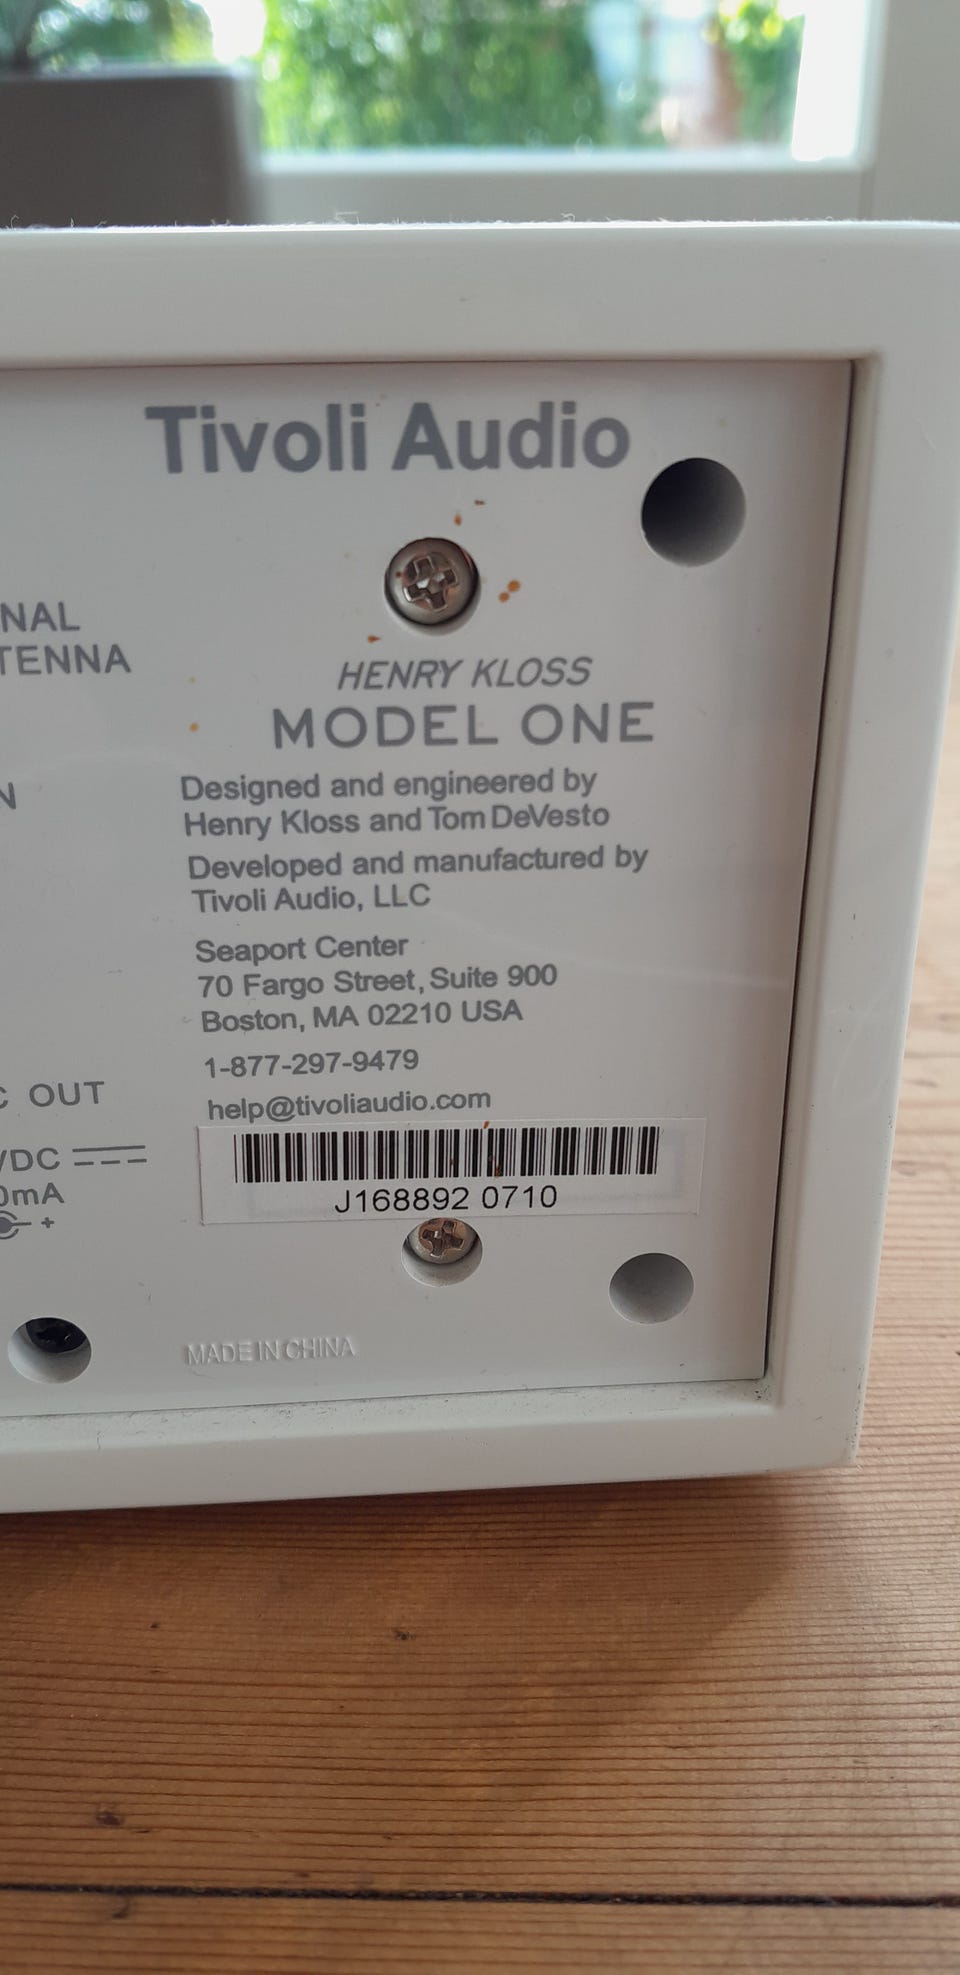 Tivoli Audio
NAL
TENNA
HENRY KLOSS
MODEL ONE
N
Designed and engineered by
Henry Kloss and Tom DeVesto
Developed and manufactured by
Tivoli Audio, LLC
Seaport Center
70 Fargo Street, Suite 900
Boston, MA 02210 USA
1-877-297-9479
help@tivoliaudio.com
C OUT
VDC
0mA
+
J168892 0710
MADE IN CHINA